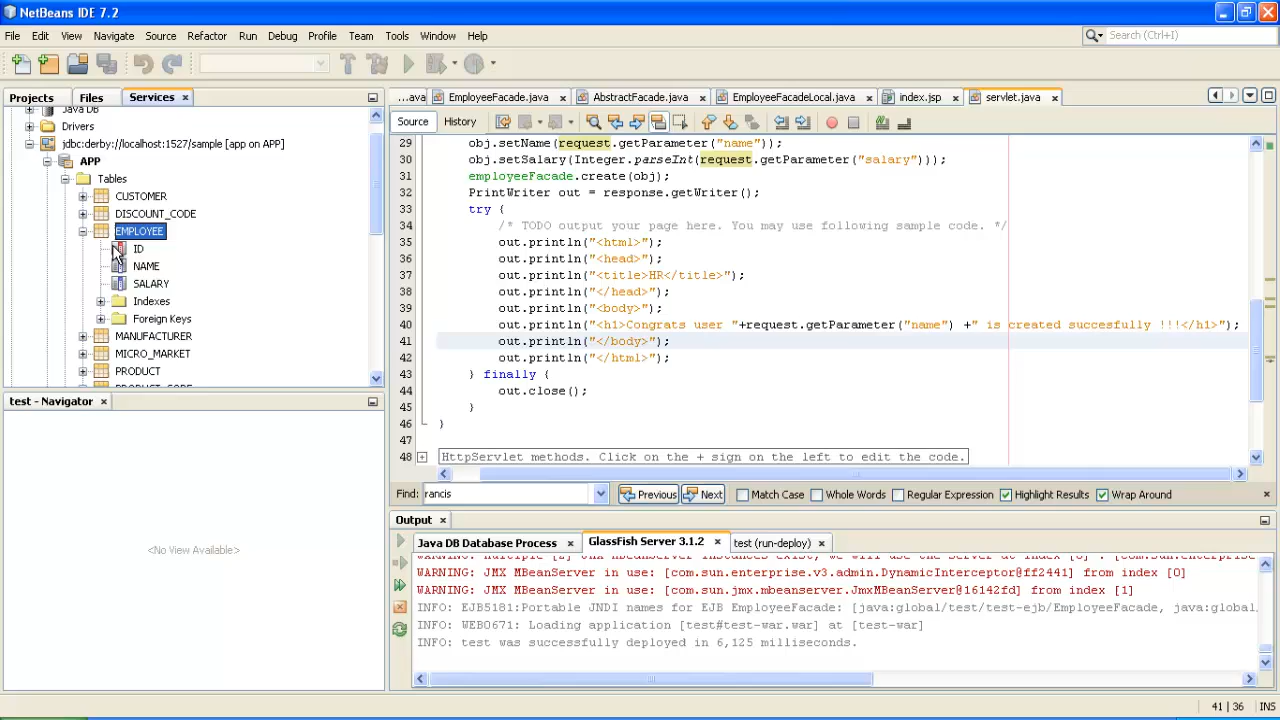 NetBeans IDE 7.2
File Edit View Navigate Source Refactor Run Debug Profile Team Tools Window Help
Search (Ctrl+I)
Projects Files Services
...ava EmployeeFacade.java AbstractFacade.java EmployeeFacadeLocal.java index.jsp servlet.java
Source History
Java DB
Drivers
jdbc:derby://localhost:1527/sample [app on APP]
APP
Tables
CUSTOMER
DISCOUNT_CODE
EMPLOYEE
ID
NAME
SALARY
Indexes
Foreign Keys
MANUFACTURER
MICRO_MARKET
PRODUCT
PRODUCT_CODE
test - Navigator
<No View Available>
29 obj.setName(request.getParameter("name"));
30 obj.setSalary(Integer.parseInt(request.getParameter("salary")));
31 employeeFacade.create(obj);
32 PrintWriter out = response.getWriter();
33 try {
34 /* TODO output your page here. You may use following sample code. */
35 out.println("<html>");
36 out.println("<head>");
37 out.println("<title>HR</title>");
38 out.println("</head>");
39 out.println("<body>");
40 out.println("<h1>Congrats user "+request.getParameter("name") +" is created succesfully !!!</h1>");
41 out.println("</body>");
42 out.println("</html>");
43 } finally {
44 out.close();
45 }
46 }
47
48 HttpServlet methods. Click on the + sign on the left to edit the code.
Find: rancis Previous Next Match Case Whole Words Regular Expression Highlight Results Wrap Around
Output
Java DB Database Process GlassFish Server 3.1.2 test (run-deploy)
WARNING: JMX MBeanServer in use: [com.sun.enterprise.v3.admin.DynamicInterceptor@ff2441] from index [0]
WARNING: JMX MBeanServer in use: [com.sun.jmx.mbeanserver.JmxMBeanServer@16142fd] from index [1]
INFO: EJB5181:Portable JNDI names for EJB EmployeeFacade: [java:global/test/test-ejb/EmployeeFacade, java:global
INFO: WEB0671: Loading application [test#test-war.war] at [test-war]
INFO: test was successfully deployed in 6,125 milliseconds.
41 | 36 INS